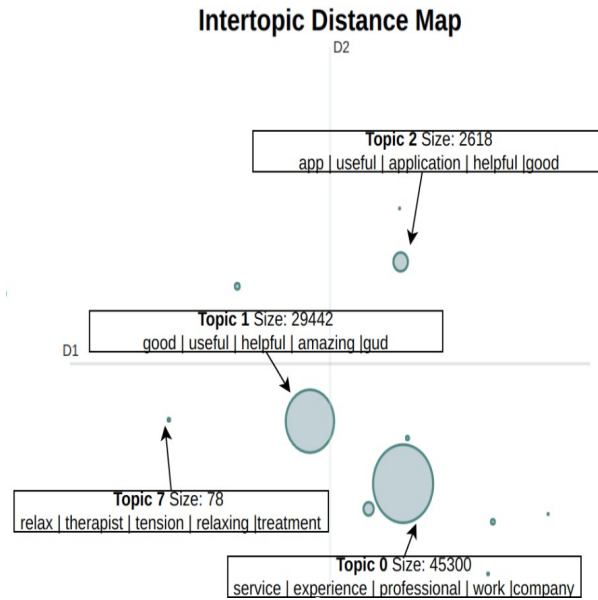 Intertopic Distance Map
D2
Topic 2 Size: 2618
app | useful | application | helpful |good
Topic 1 Size: 29442
good | useful | helpful | amazing |gud
D1
Topic 7 Size: 78
relax | therapist | tension | relaxing |treatment
Topic 0 Size: 45300
service | experience | professional | work |company